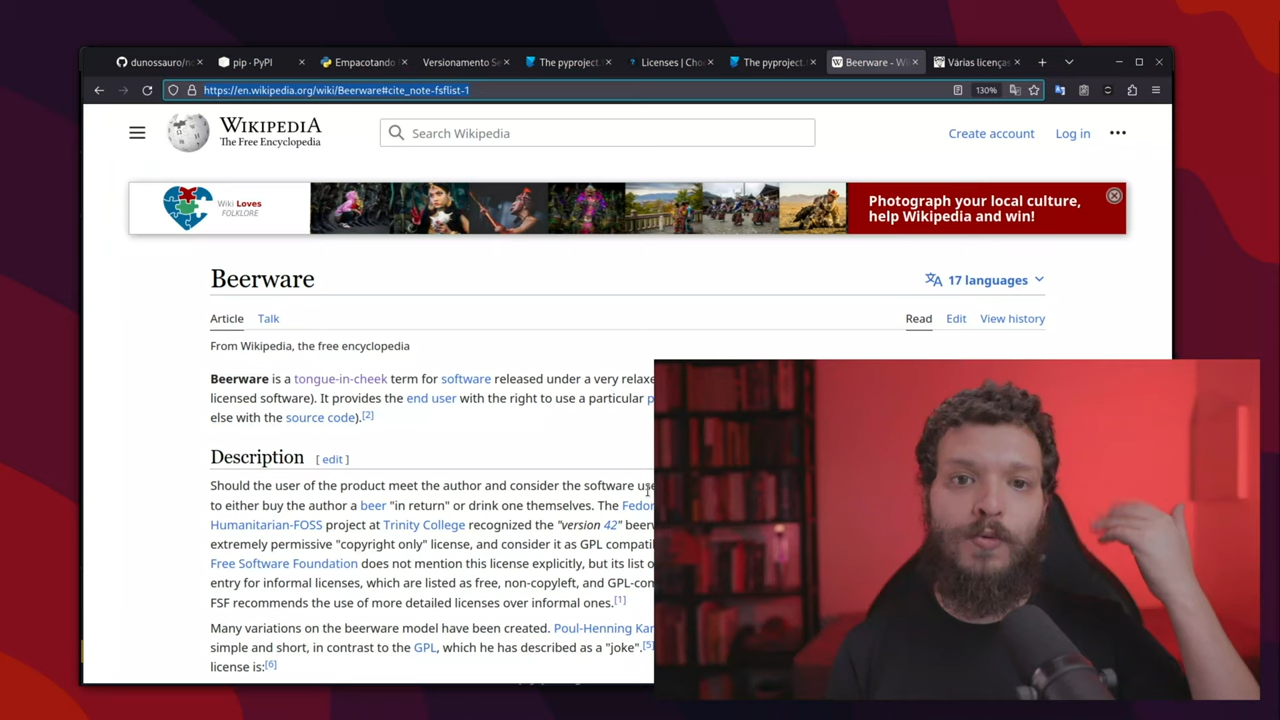 dunossauro/no
pip · PyPI
Empacotando
Versionamento Se
The pyproject.
Licenses | Choo
The pyproject.
Beerware - Wi
Várias licenças
https://en.wikipedia.org/wiki/Beerware#cite_note-fsflist-1
130%
WIKIPEDIA
The Free Encyclopedia
Search Wikipedia
Create account
Log in
Wiki Loves
FOLKLORE
Photograph your local culture,
help Wikipedia and win!
Beerware
17 languages
Article
Talk
Read
Edit
View history
From Wikipedia, the free encyclopedia
Beerware is a tongue-in-cheek term for software released under a very relaxe
licensed software). It provides the end user with the right to use a particular p
else with the source code).[2]
Description [ edit ]
Should the user of the product meet the author and consider the software use
to either buy the author a beer "in return" or drink one themselves. The Fedor
Humanitarian-FOSS project at Trinity College recognized the "version 42" beerw
extremely permissive "copyright only" license, and consider it as GPL compatib
Free Software Foundation does not mention this license explicitly, but its list o
entry for informal licenses, which are listed as free, non-copyleft, and GPL-com
FSF recommends the use of more detailed licenses over informal ones.[1]
Many variations on the beerware model have been created. Poul-Henning Kam
simple and short, in contrast to the GPL, which he has described as a "joke".[5]
license is:[6]